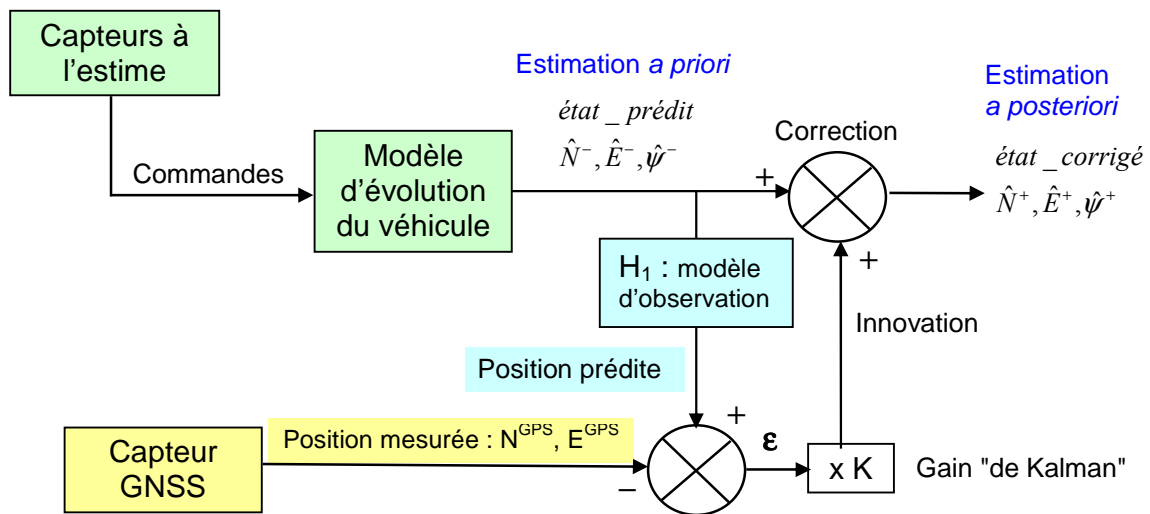 Capteurs à
l'estime
Commandes
Modèle
d'évolution
du véhicule
Estimation a priori
état _ prédit
N̂⁻, Ê⁻, ψ̂⁻
Correction
+
+
Estimation
a posteriori
état _ corrigé
N̂⁺, Ê⁺, ψ̂⁺
H₁ : modèle
d'observation
Innovation
Position prédite
Capteur
GNSS
Position mesurée : N^GPS, E^GPS
+
−
ε
x K
Gain "de Kalman"